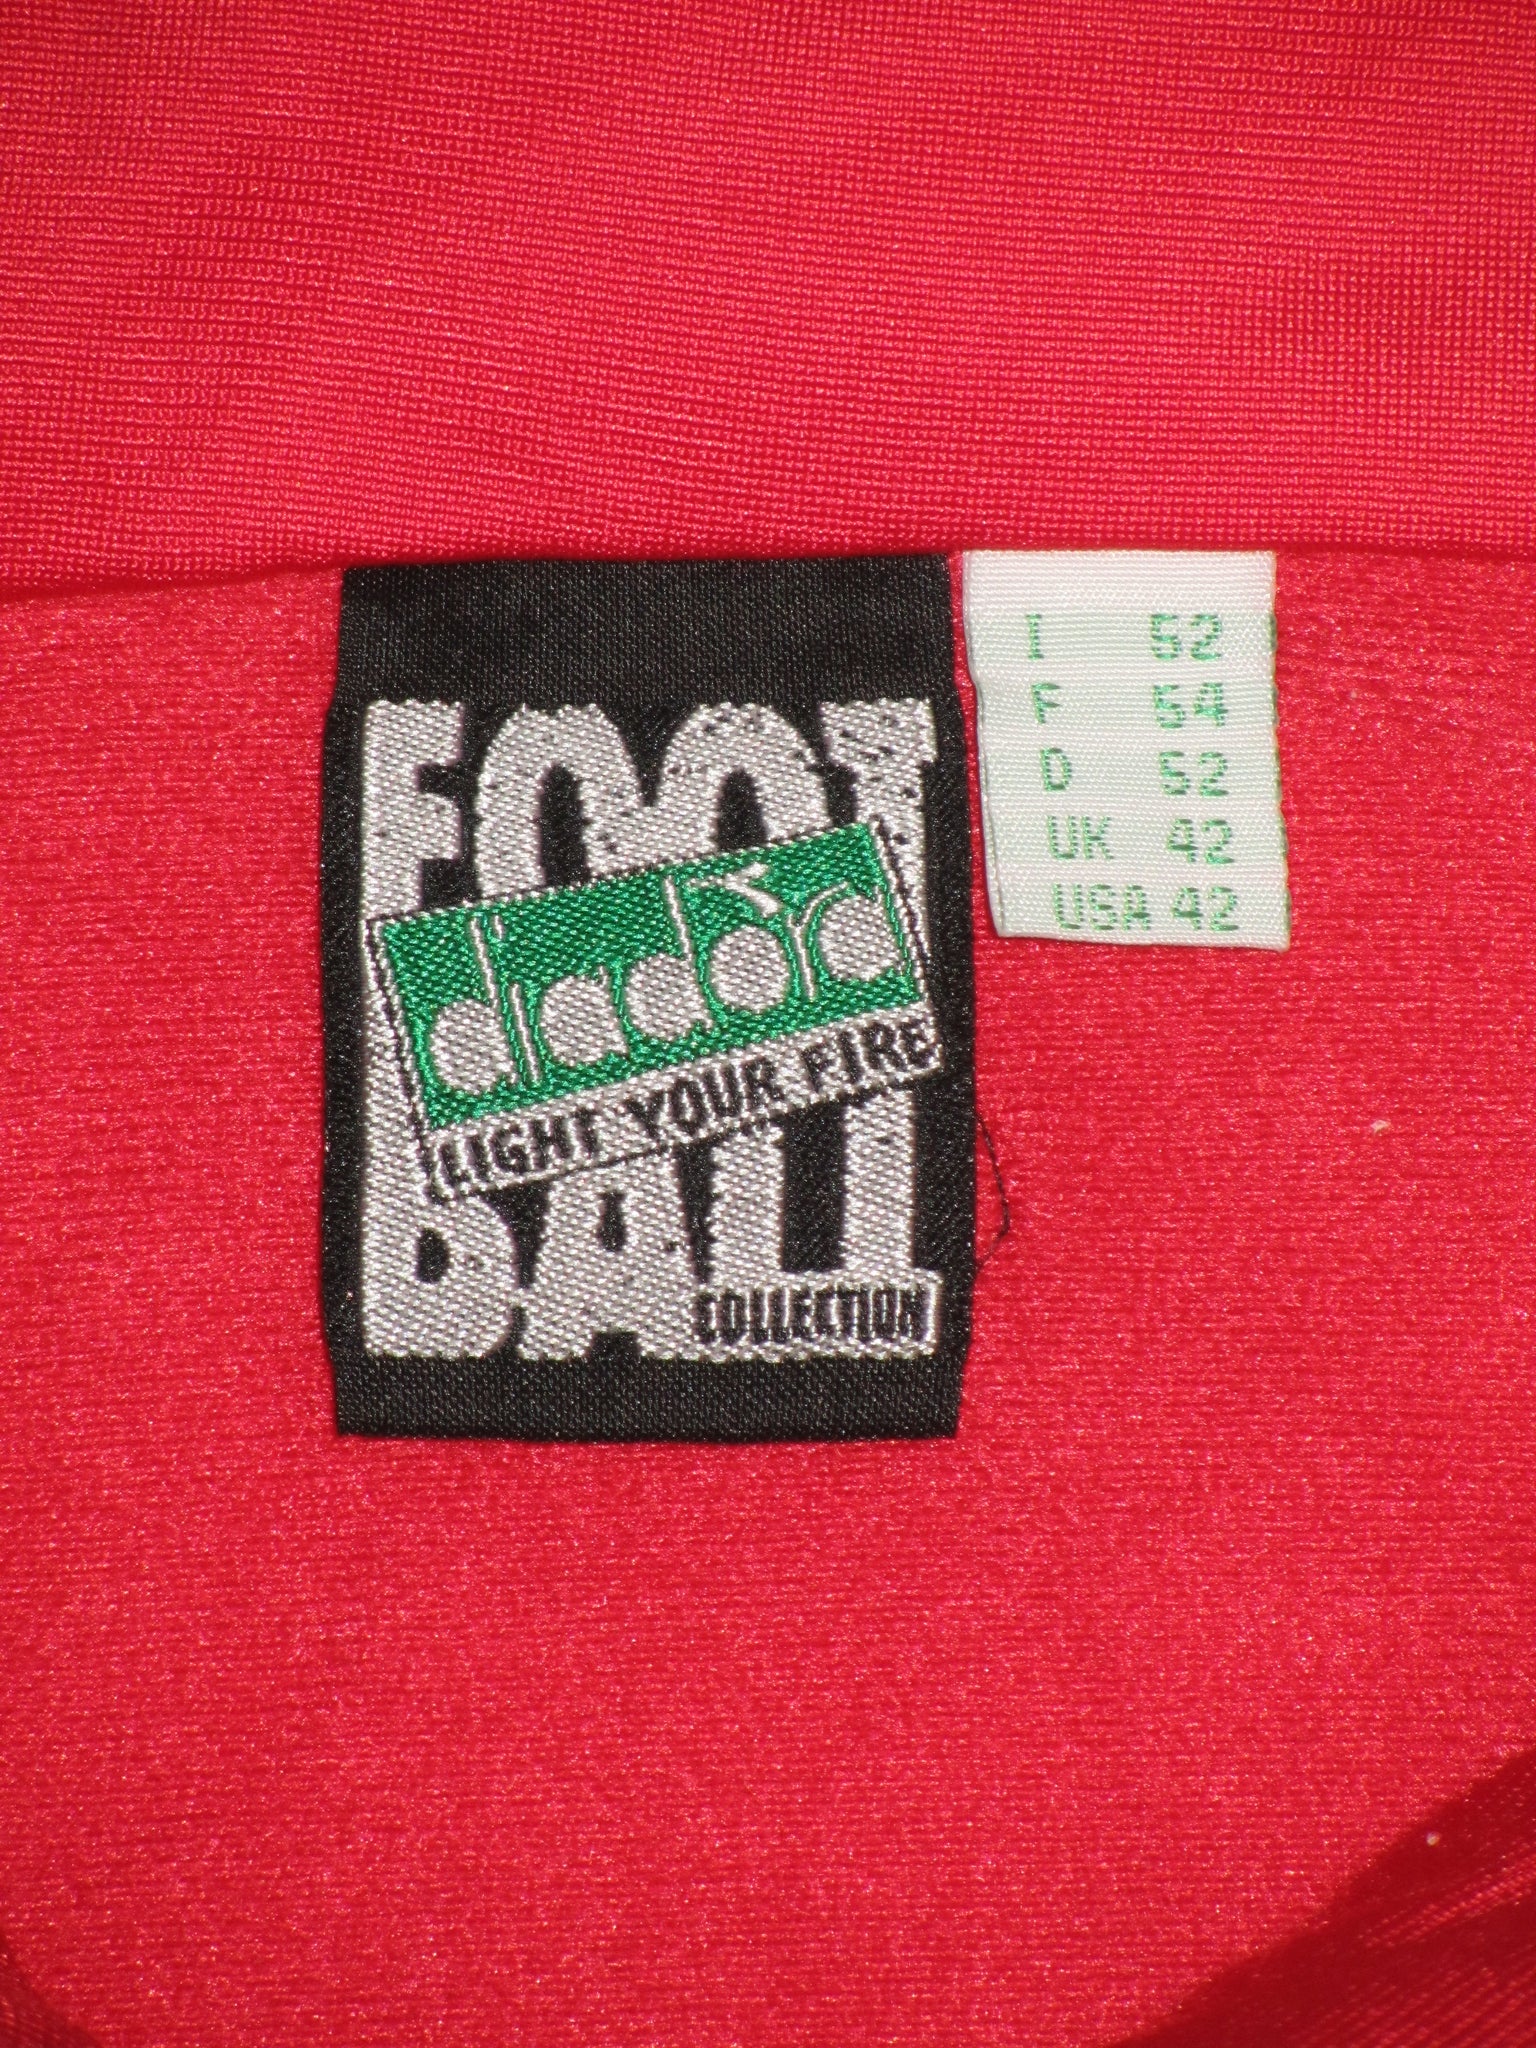 FOOT
diadora
LIGHT YOUR FIRE
BALL
COLLECTION
I 52
F 54
D 52
UK 42
USA 42